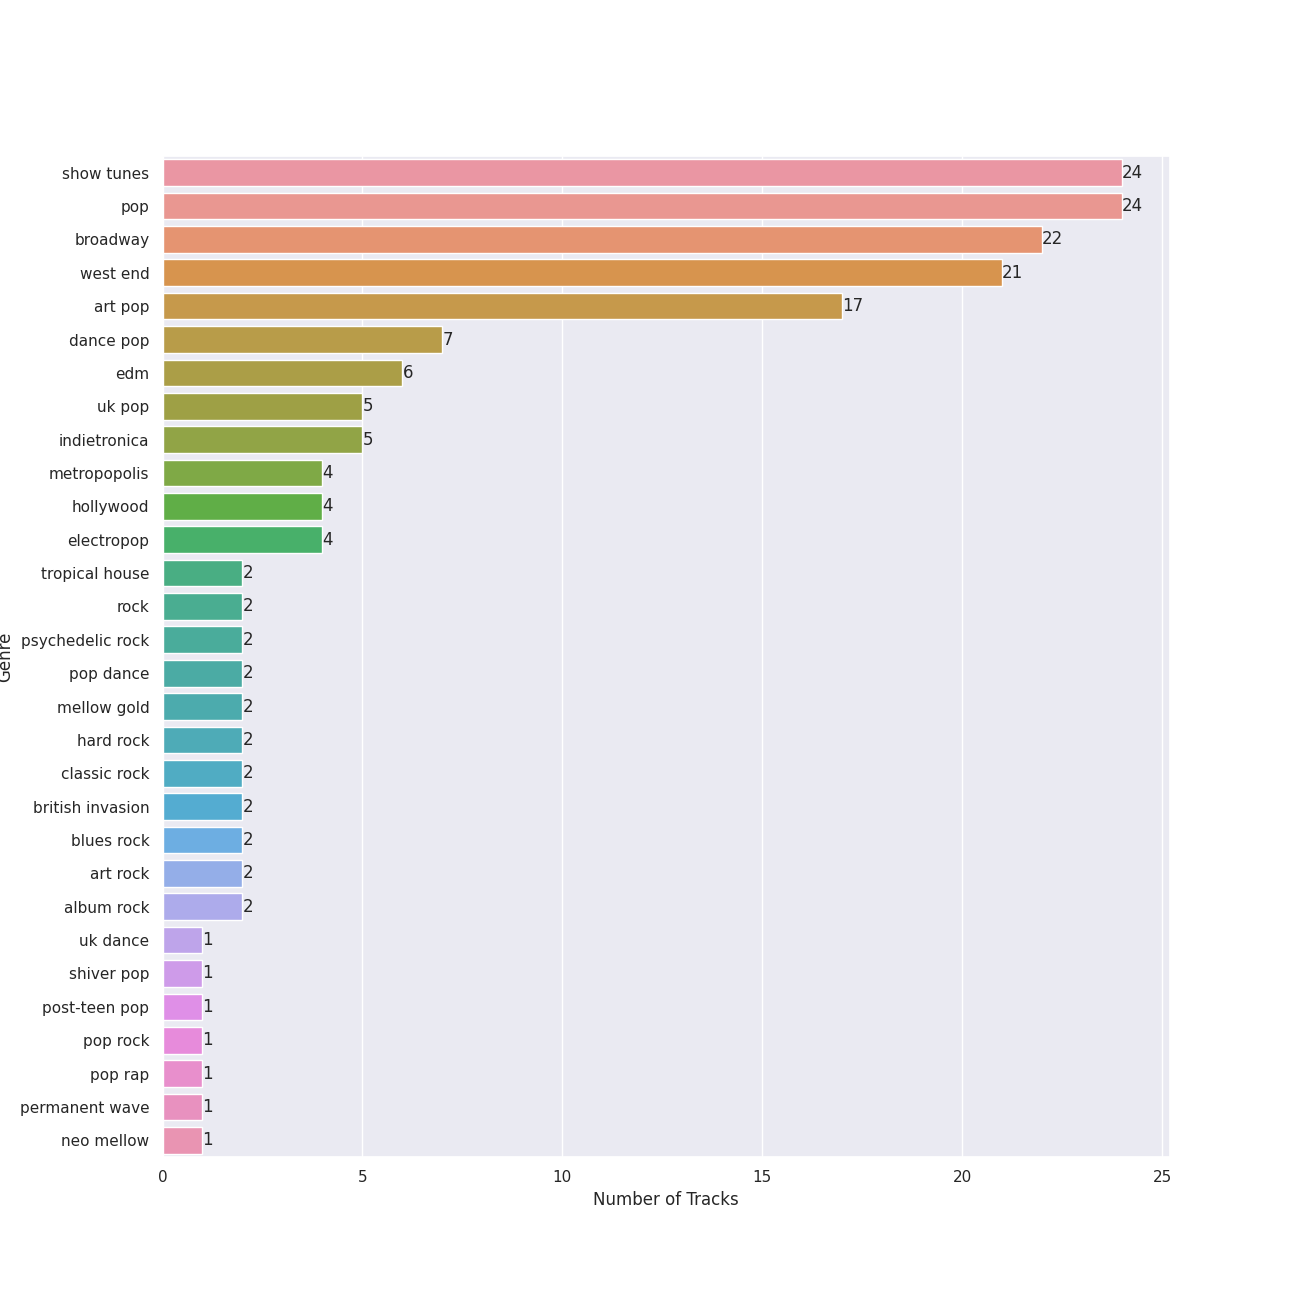 show tunes 24
pop 24
broadway 22
west end 21
art pop 17
dance pop 7
edm 6
uk pop 5
indietronica 5
metropopolis 4
hollywood 4
electropop 4
tropical house 2
rock 2
psychedelic rock 2
Genre
pop dance 2
mellow gold 2
hard rock 2
classic rock 2
british invasion 2
blues rock 2
art rock 2
album rock 2
uk dance 1
shiver pop 1
post-teen pop 1
pop rock 1
pop rap 1
permanent wave 1
neo mellow 1
0 5 10 15 20 25
Number of Tracks